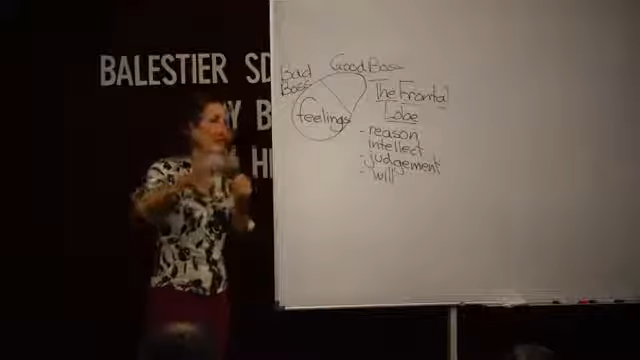 BALESTIER SD
Y B
H
Good Boss
Bad
Boss
The Frontal
Lobe
feelings
- reason
intellect
- judgement
- will